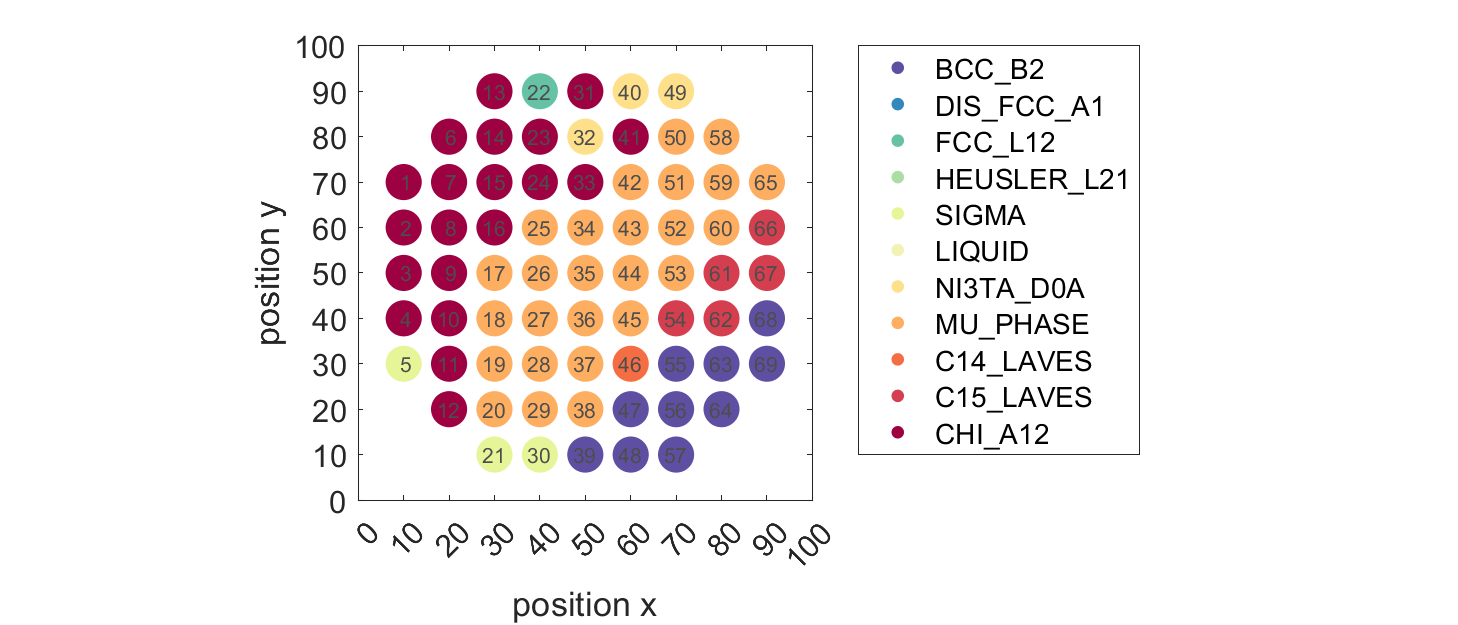 100
90
80
70
60
50
40
30
20
10
0
13 22 31 40 49
6 14 23 32 41 50 58
1 7 15 24 33 42 51 59 65
2 8 16 25 34 43 52 60 66
3 9 17 26 35 44 53 61 67
4 10 18 27 36 45 54 62 68
5 11 19 28 37 46 55 63 69
12 20 29 38 47 56 64
21 30 39 48 57
0 10 20 30 40 50 60 70 80 90 100
position x
position y
BCC_B2
DIS_FCC_A1
FCC_L12
HEUSLER_L21
SIGMA
LIQUID
NI3TA_D0A
MU_PHASE
C14_LAVES
C15_LAVES
CHI_A12